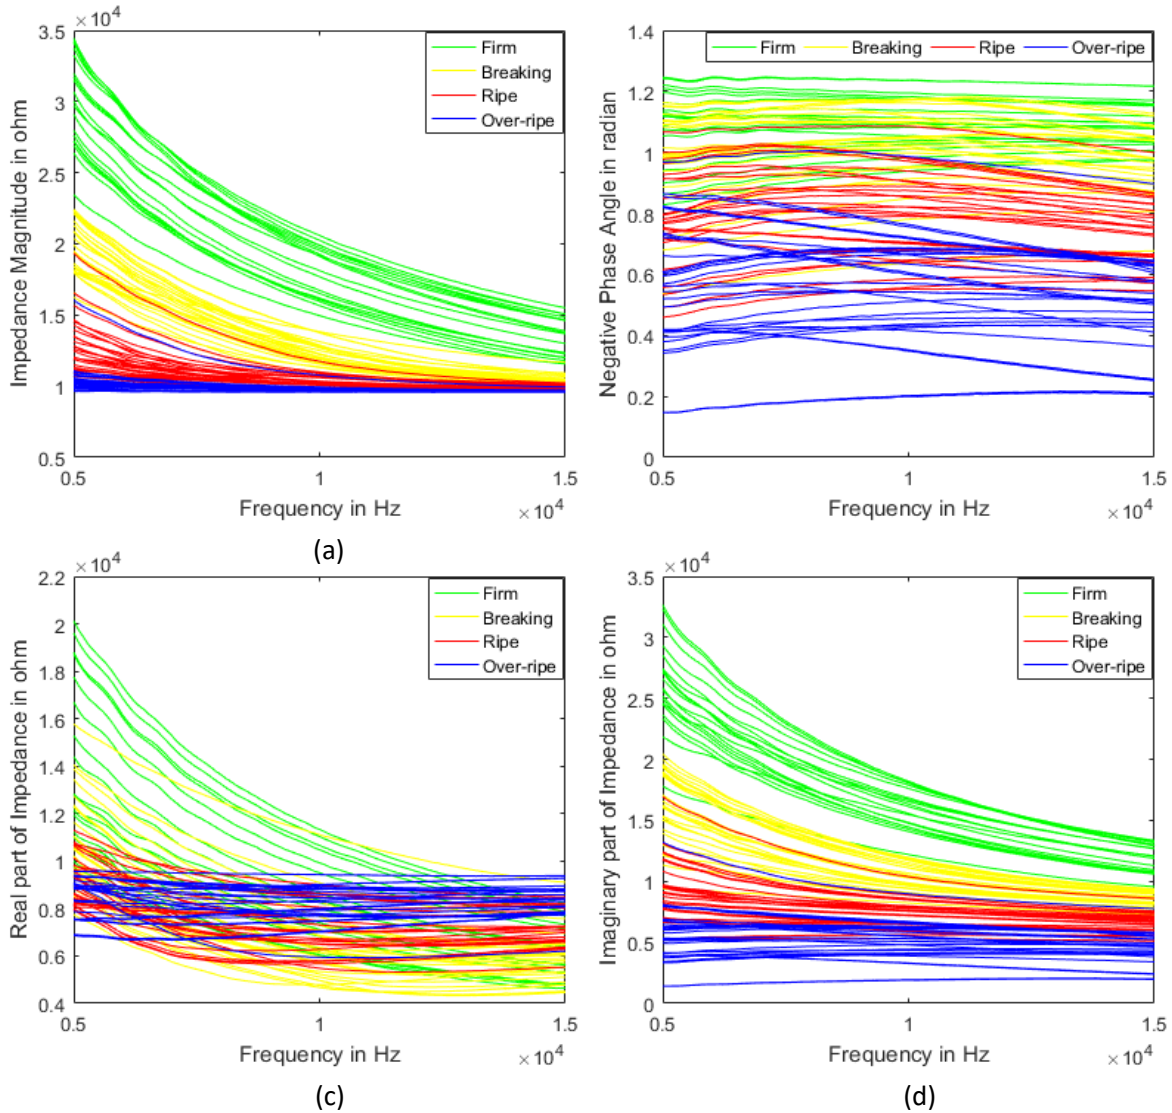 ×10⁴
3.5
3
2.5
2
1.5
1
0.5
Impedance Magnitude in ohm
Firm
Breaking
Ripe
Over-ripe
0.5 1 1.5
Frequency in Hz
×10⁴
(a)
1.4
1.2
1
0.8
0.6
0.4
0.2
0
Negative Phase Angle in radian
Firm Breaking Ripe Over-ripe
0.5 1 1.5
Frequency in Hz
×10⁴
×10⁴
2.2
2
1.8
1.6
1.4
1.2
1
0.8
0.6
0.4
Real part of Impedance in ohm
Firm
Breaking
Ripe
Over-ripe
0.5 1 1.5
Frequency in Hz
×10⁴
(c)
×10⁴
3.5
3
2.5
2
1.5
1
0.5
0
Imaginary part of Impedance in ohm
Firm
Breaking
Ripe
Over-ripe
0.5 1 1.5
Frequency in Hz
×10⁴
(d)